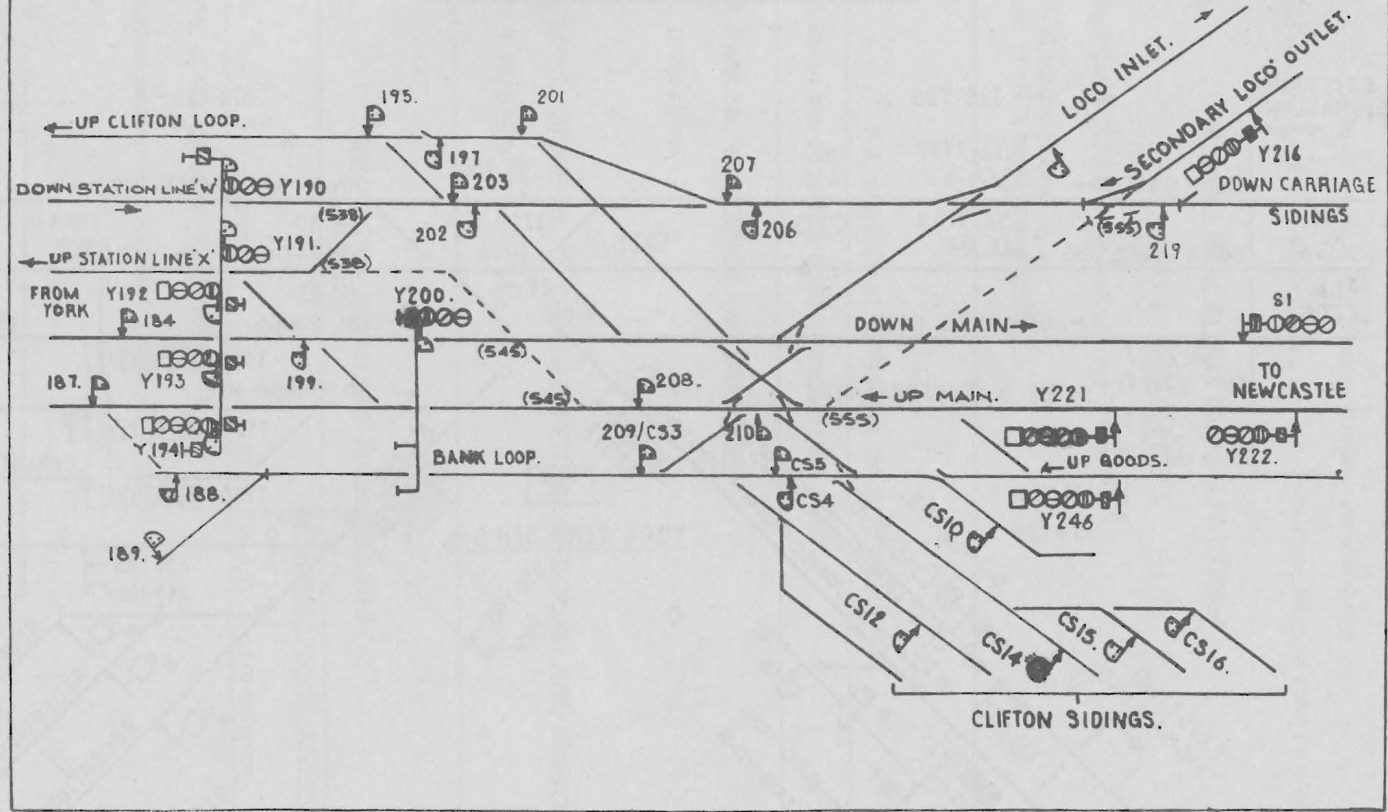 195.
201
←UP CLIFTON LOOP.
LOCO INLET.
SECONDARY LOCO' OUTLET.
197
207
Y216
DOWN STATION LINE 'W'
Y190
203
DOWN CARRIAGE
SIDINGS
(538)
202
206
(555)
219
←UP STATION LINE 'X'
Y191.
(538)
FROM
YORK
Y192
184
Y200.
S1
DOWN MAIN→
(545)
TO
NEWCASTLE
187.
Y193
199.
208.
(545)
←UP MAIN.
Y221
(555)
Y194
209/CS3
210
Y222.
BANK LOOP.
CS5
←UP GOODS.
188.
CS4
Y246
CS10
189.
CS12
CS14
CS15.
CS16.
CLIFTON SIDINGS.